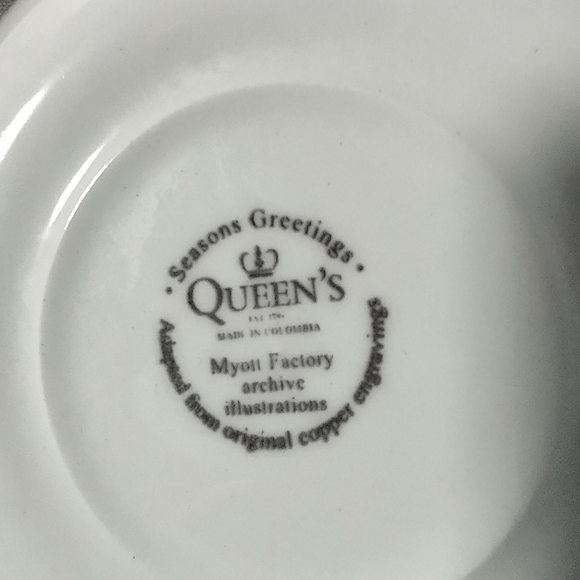 · Seasons Greetings ·
QUEEN'S
MADE IN COLOMBIA
Myott Factory
archive
illustrations
Adapted from original copper engravings